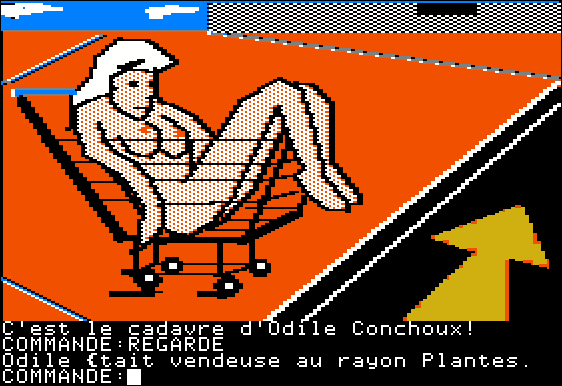 C'est le cadavre d'Odile Conchoux!
COMMANDE:REGARDE
Odile {tait vendeuse au rayon Plantes.
COMMANDE: